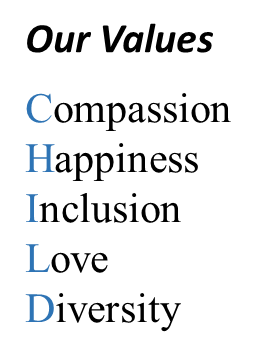 Our Values
Compassion
Happiness
Inclusion
Love
Diversity